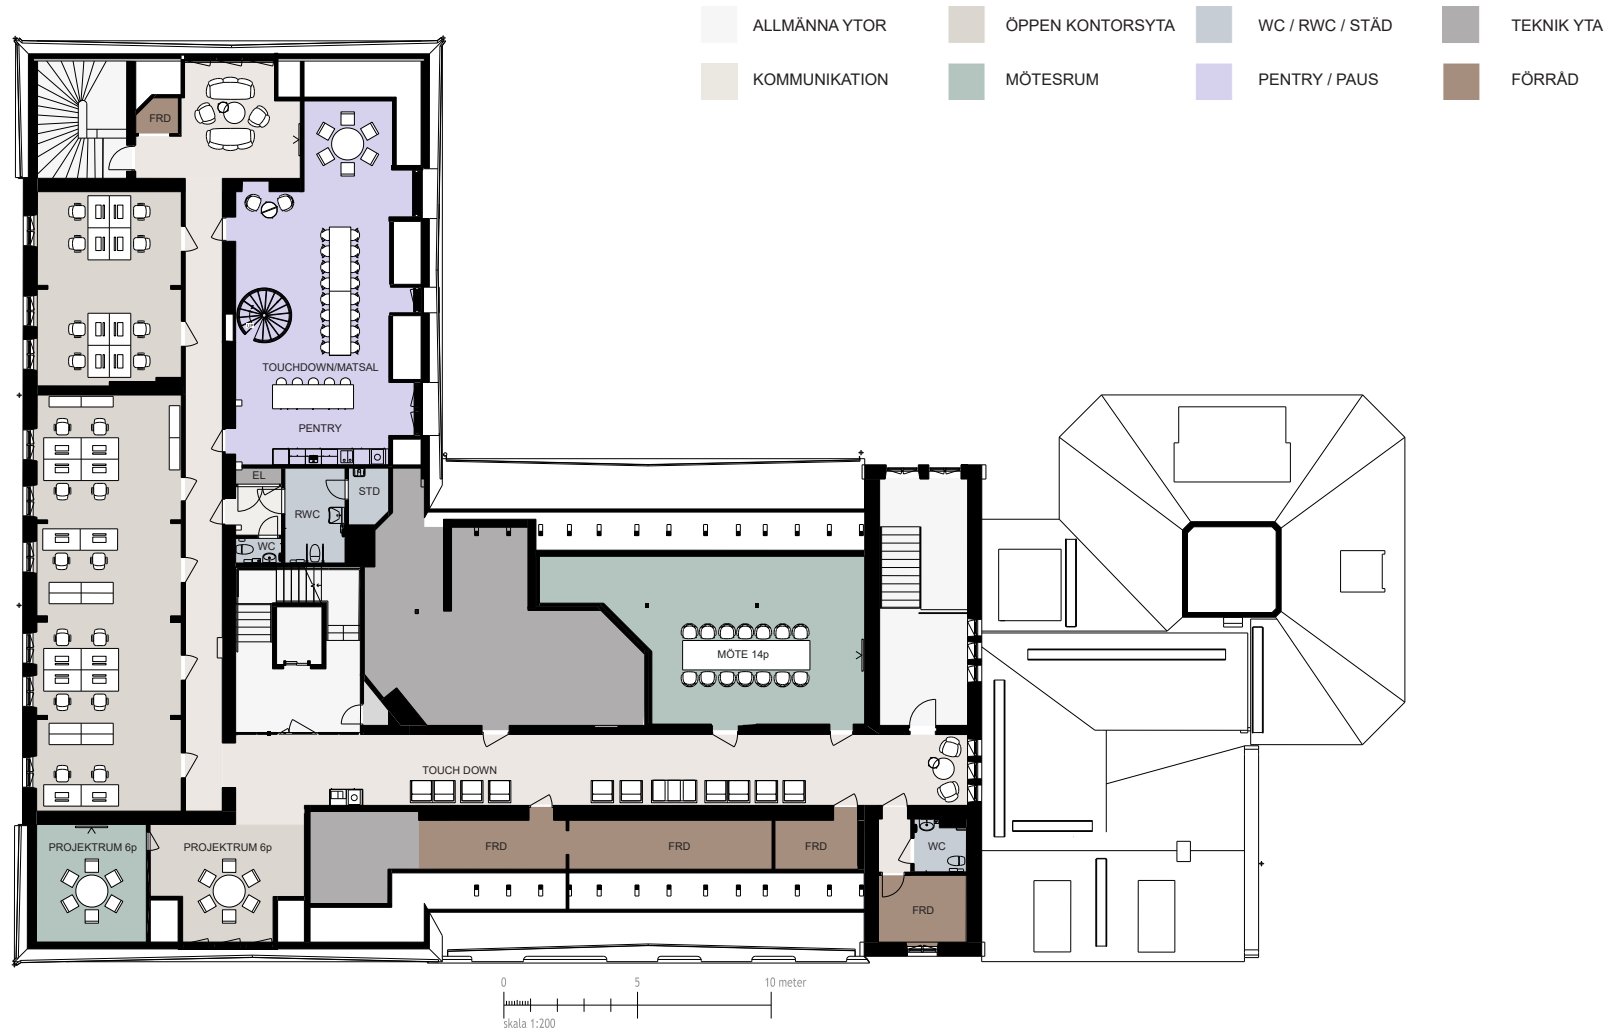 ALLMÄNNA YTOR
ÖPPEN KONTORSYTA
WC / RWC / STÄD
TEKNIK YTA
KOMMUNIKATION
MÖTESRUM
PENTRY / PAUS
FÖRRÅD
FRD
TOUCHDOWN/MATSAL
PENTRY
EL
STD
RWC
WC
MÖTE 14p
TOUCH DOWN
PROJEKTRUM 6p
PROJEKTRUM 6p
FRD
FRD
FRD
WC
FRD
0 5 10 meter
skala 1:200